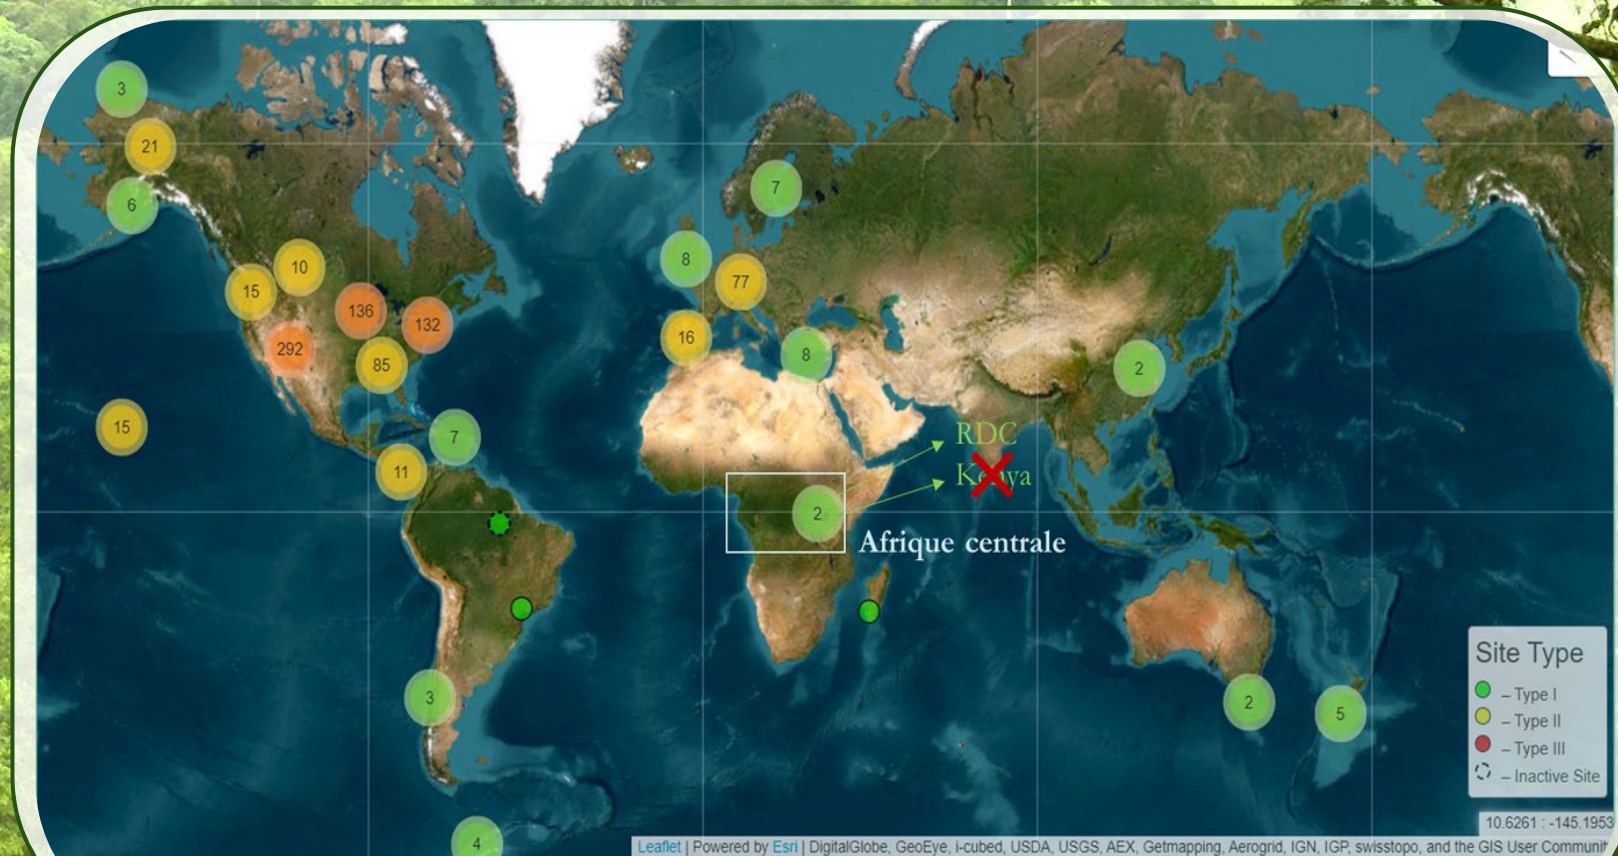 3
21
6
7
8
10
77
15
136
132
16
292
8
85
2
15
7
RDC
11
Kenya
2
Afrique centrale
3
2
5
4
Site Type
– Type I
– Type II
– Type III
– Inactive Site
10.6261 : -145.1953
Leaflet | Powered by Esri | DigitalGlobe, GeoEye, i-cubed, USDA, USGS, AEX, Getmapping, Aerogrid, IGN, IGP, swisstopo, and the GIS User Communit